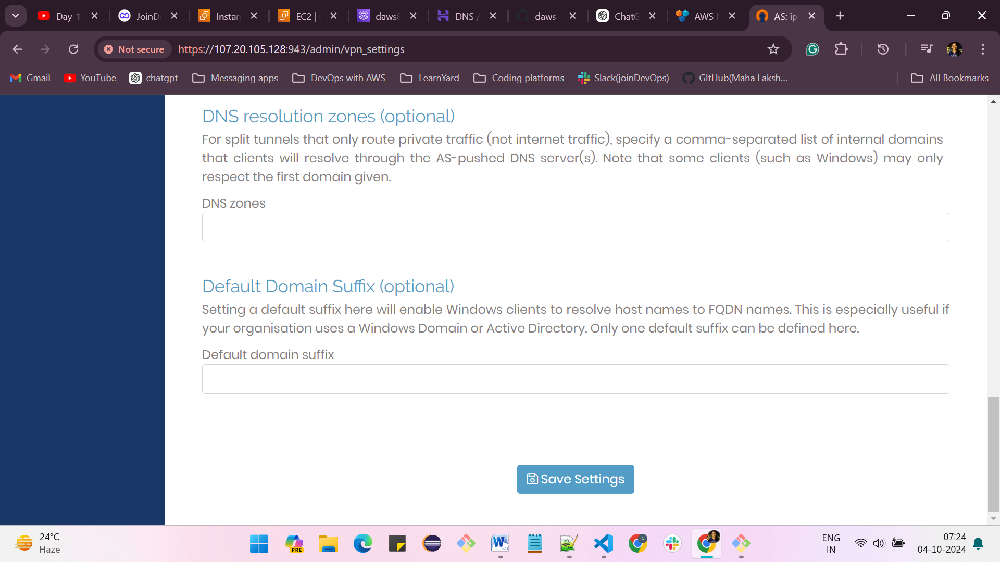 Day-1
JoinD
Instan
EC2 |
daws8
DNS /
daws-
ChatG
AWS
AS: ip
Not secure
https://107.20.105.128:943/admin/vpn_settings
Gmail
YouTube
chatgpt
Messaging apps
DevOps with AWS
LearnYard
Coding platforms
Slack(joinDevOps)
GItHub(Maha Laksh...
All Bookmarks
DNS resolution zones (optional)
For split tunnels that only route private traffic (not internet traffic), specify a comma-separated list of internal domains
that clients will resolve through the AS-pushed DNS server(s). Note that some clients (such as Windows) may only
respect the first domain given.
DNS zones
Default Domain Suffix (optional)
Setting a default suffix here will enable Windows clients to resolve host names to FQDN names. This is especially useful if
your organisation uses a Windows Domain or Active Directory. Only one default suffix can be defined here.
Default domain suffix
Save Settings
24°C
Haze
PRE
ENG
IN
07:24
04-10-2024